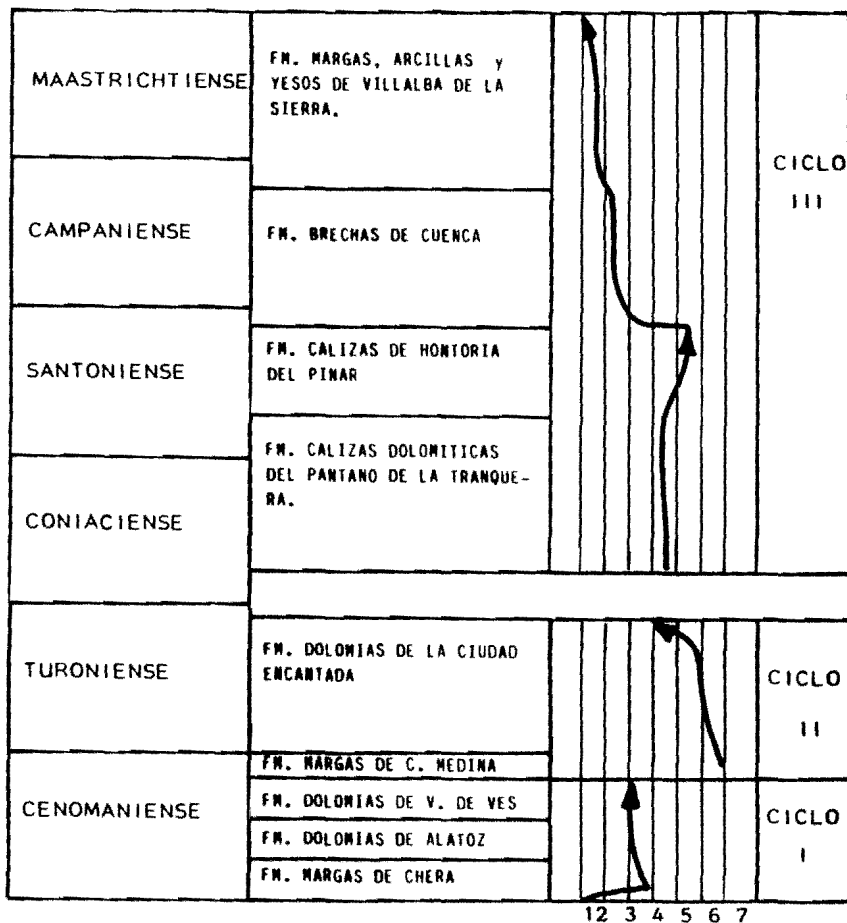 MAASTRICHTIENSE
FM. MARGAS, ARCILLAS y
YESOS DE VILLALBA DE LA
SIERRA.
CICLO
III
CAMPANIENSE
FM. BRECHAS DE CUENCA
SANTONIENSE
FM. CALIZAS DE HONTORIA
DEL PINAR
FM. CALIZAS DOLOMITICAS
DEL PANTANO DE LA TRANQUE-
RA.
CONIACIENSE
TURONIENSE
FM. DOLOMIAS DE LA CIUDAD
ENCANTADA
CICLO
II
FM. MARGAS DE C. MEDINA
CENOMANIENSE
FM. DOLOMIAS DE V. DE VES
FM. DOLOMIAS DE ALATOZ
FM. MARGAS DE CHERA
CICLO
I
1 2 3 4 5 6 7